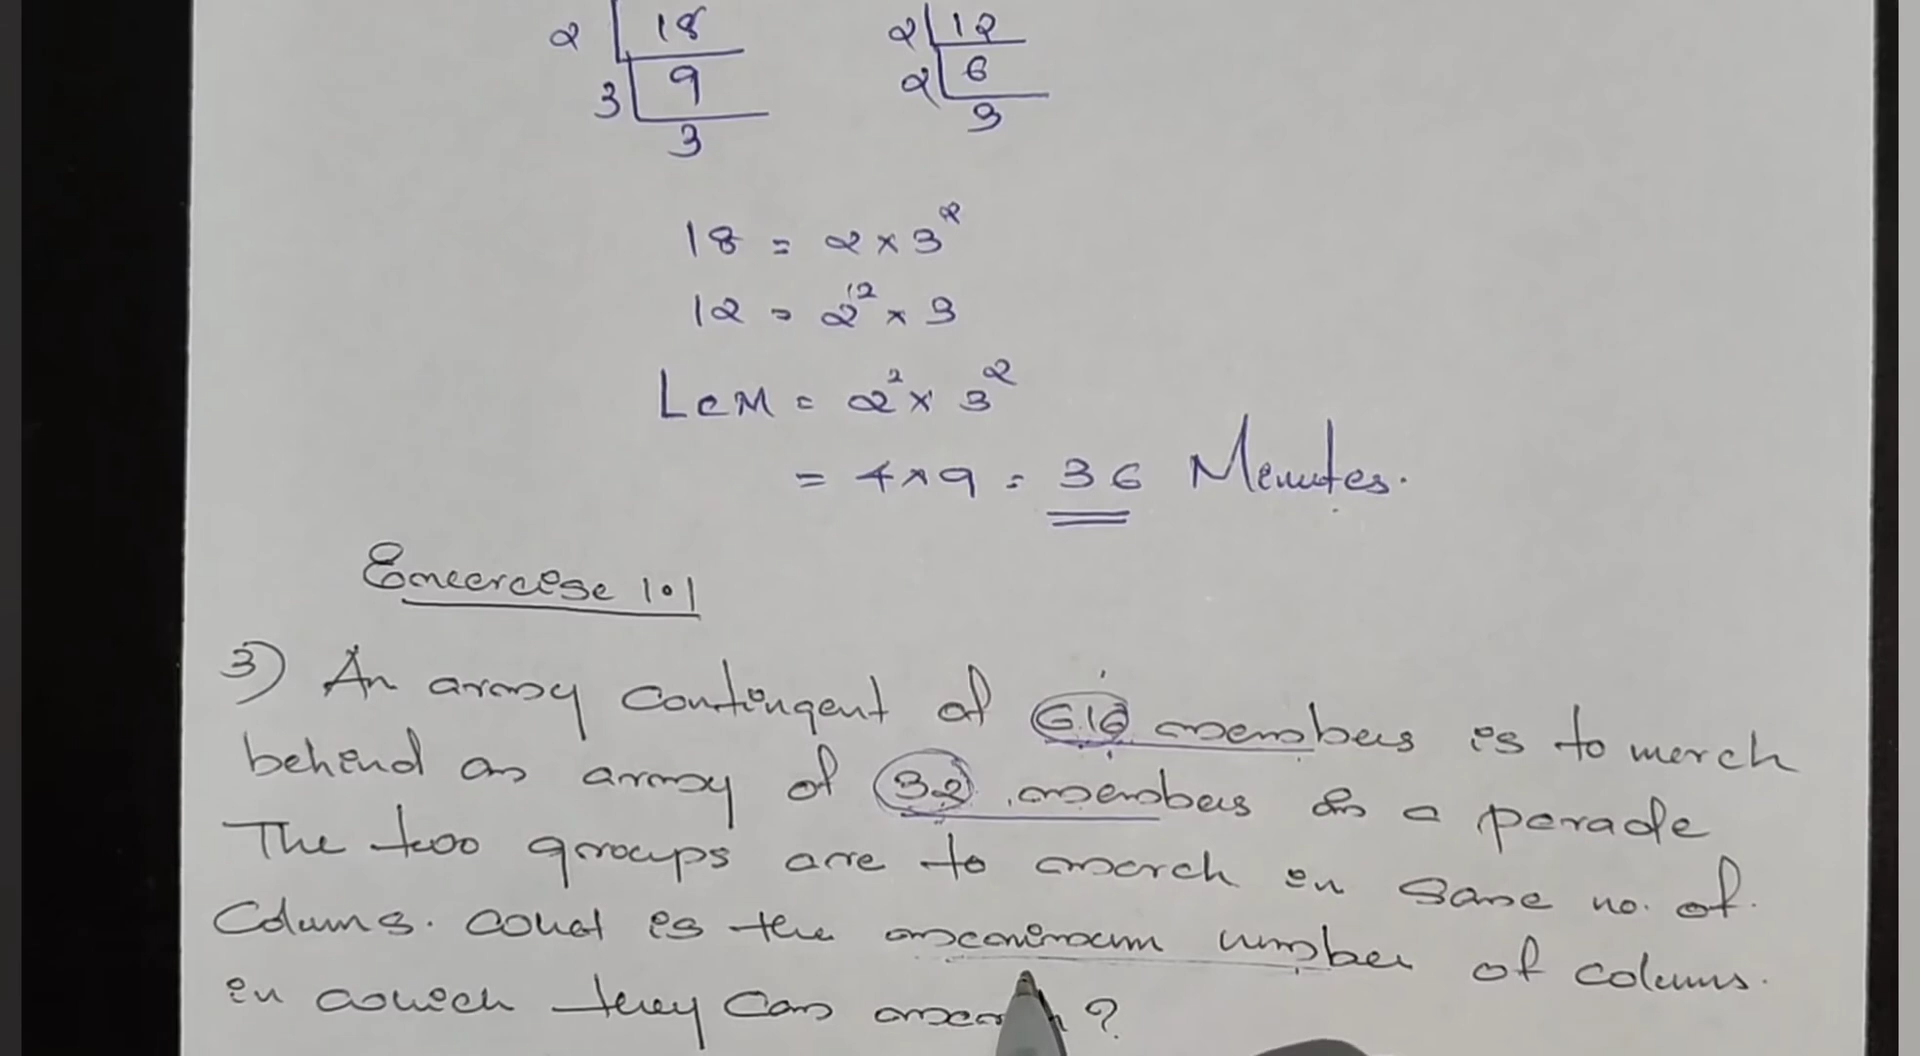 2 | 18    2 | 12
3 | 9    2 | 6
3    3
18 = 2 × 3²
12 = 2² × 3
LCM = 2² × 3²
= 4 × 9 = 36 Minutes.
Exercise 1.1
3) An army contingent of 616 members is to march
behind an army of 32 members in a parade
The two groups are to march in same no. of
Colums. What is the maximum number of colums.
in which they can march?